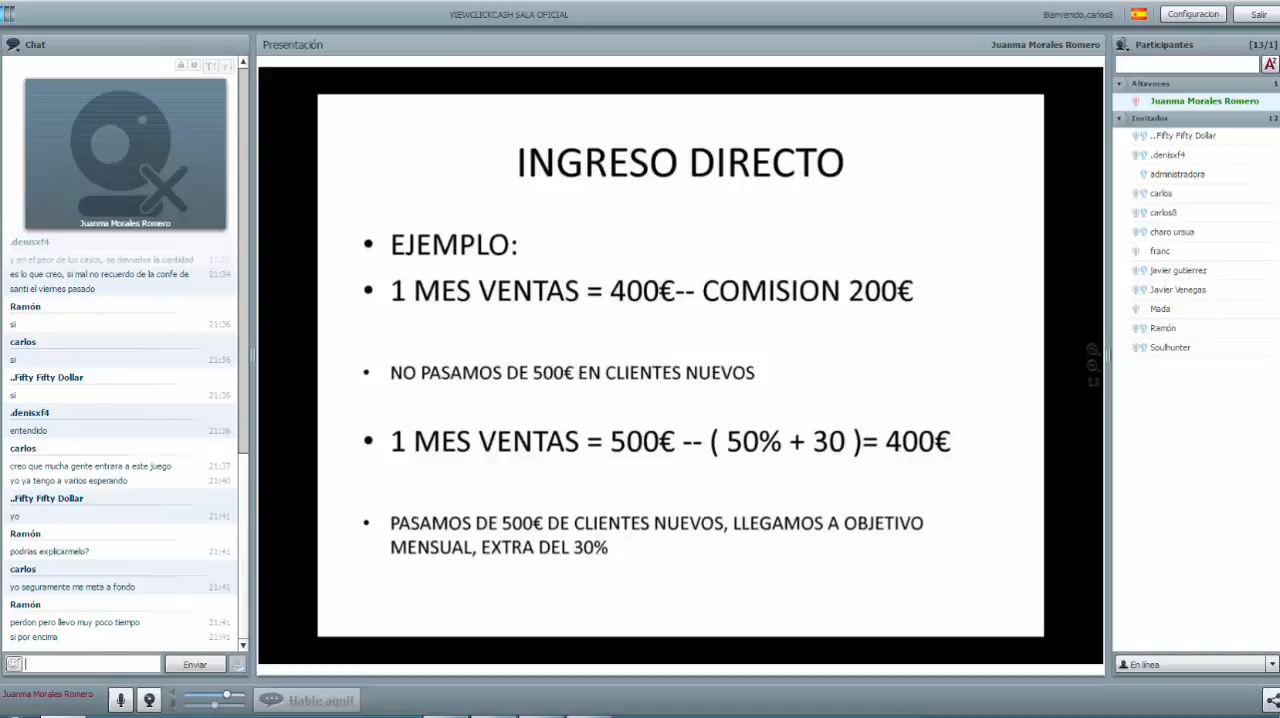 VIEWCLICKCASH SALA OFICIAL
Bienvenido,carlos8
Configuracion
Salir
Chat
Juanma Morales Romero
.denisxf4
y en el peor de los casos, se devuelve la cantidad
es lo que creo, si mal no recuerdo de la confe de 21:34
santi el viernes pasado
Ramón
si 21:36
carlos
si 21:36
..Fifty Fifty Dollar
si 21:36
.denisxf4
entendido 21:36
carlos
creo que mucha gente entrara a este juego 21:37
yo ya tengo a varios esperando 21:40
..Fifty Fifty Dollar
yo 21:41
Ramón
podrias explicarmelo? 21:41
carlos
yo seguramente me meta a fondo 21:41
Ramón
perdon pero llevo muy poco tiempo 21:41
si por encima 21:41
Enviar
Juanma Morales Romero
Hable aquí!
Presentación
Juanma Morales Romero
INGRESO DIRECTO
• EJEMPLO:
• 1 MES VENTAS = 400€-- COMISION 200€
• NO PASAMOS DE 500€ EN CLIENTES NUEVOS
• 1 MES VENTAS = 500€ -- ( 50% + 30 )= 400€
• PASAMOS DE 500€ DE CLIENTES NUEVOS, LLEGAMOS A OBJETIVO
MENSUAL, EXTRA DEL 30%
Participantes [13/1]
Altavoces 1
Juanma Morales Romero
Invitados 12
..Fifty Fifty Dollar
.denisxf4
administradora
carlos
carlos8
charo ursua
franc
Javier gutierrez
Javier Venegas
Mada
Ramón
Soulhunter
En línea